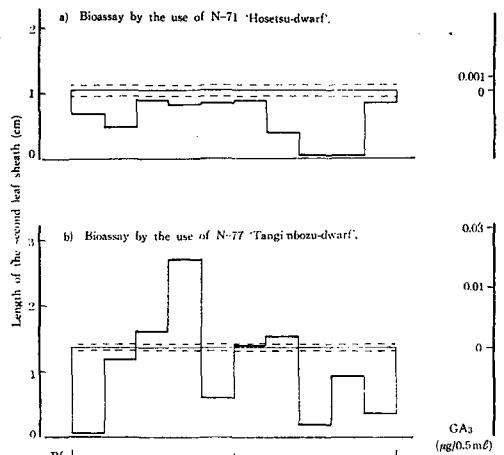 a) Bioassay by the use of N-71 'Hosetsu-dwarf'.
2
1
0
0.001
0
Length of the second leaf sheath (cm)
b) Bioassay by the use of N-77 'Tangi nbozu-dwarf'.
3
2
1
0
0.03
0.01
0
GA3
(μg/0.5 mℓ)